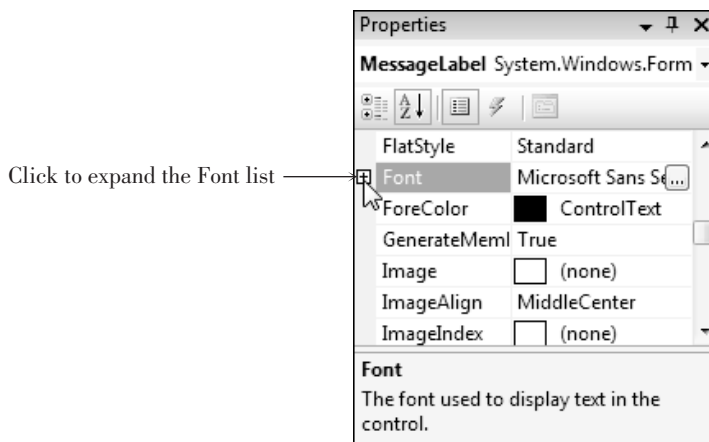 Properties
MessageLabel System.Windows.Form
A
Z
FlatStyle Standard
Click to expand the Font list
Font Microsoft Sans Se ...
ForeColor ControlText
GenerateMeml True
Image (none)
ImageAlign MiddleCenter
ImageIndex (none)
Font
The font used to display text in the
control.